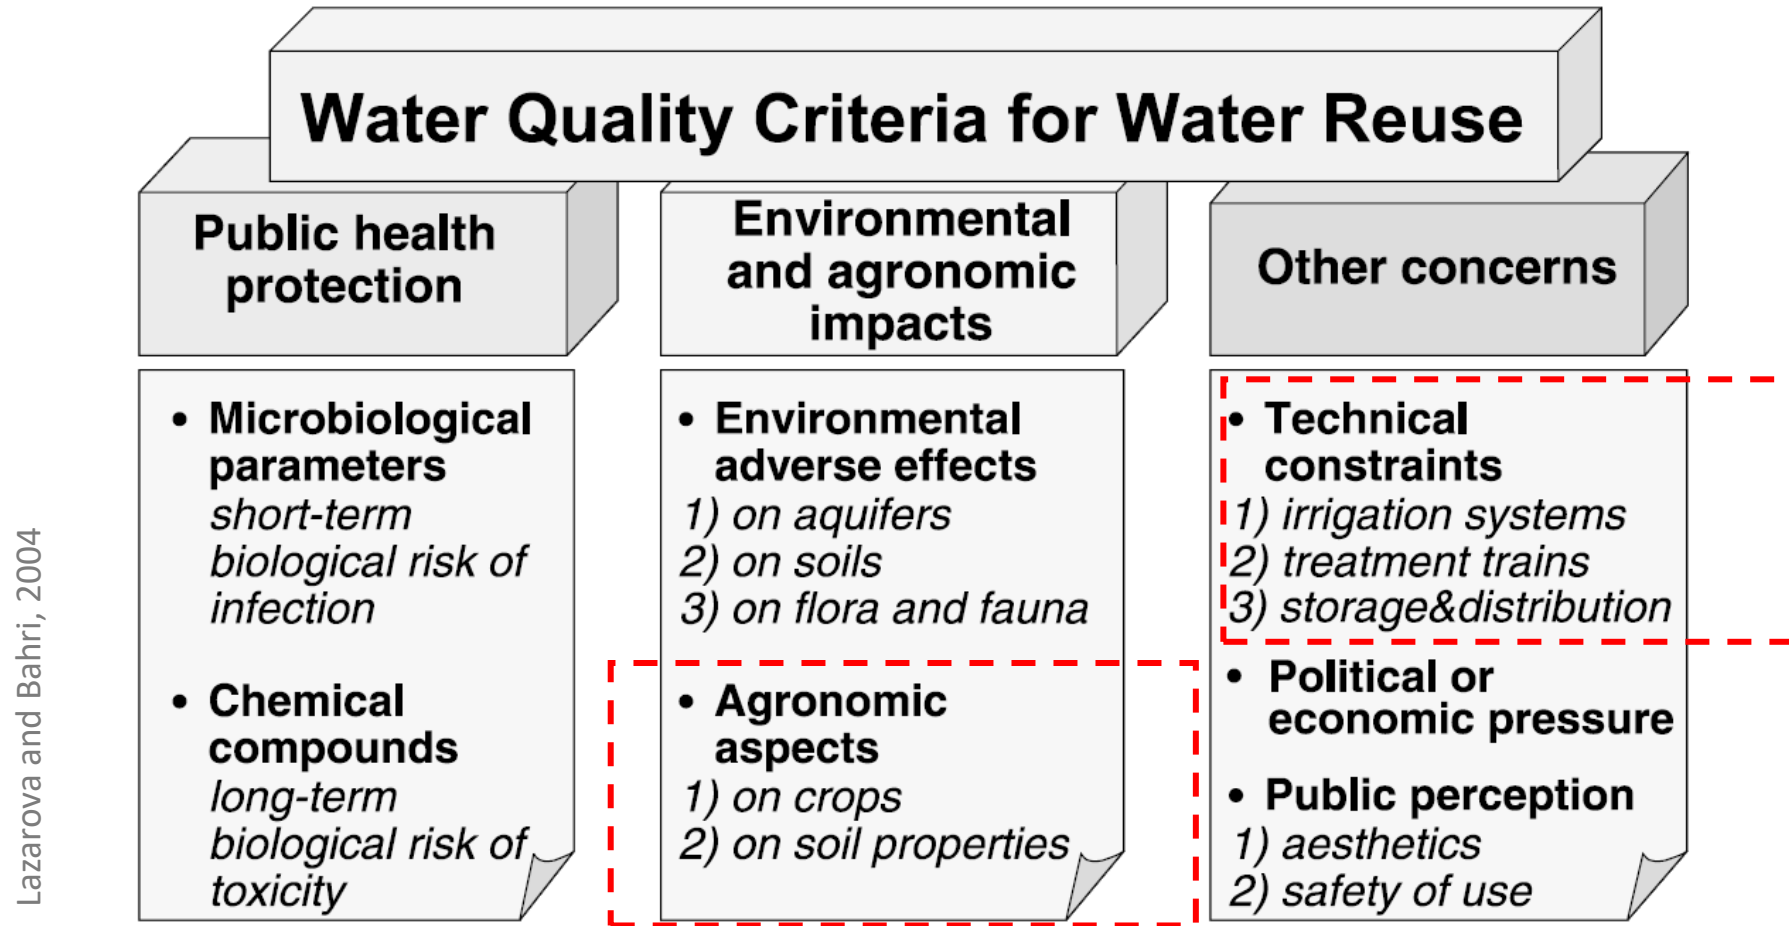 Water Quality Criteria for Water Reuse
Public health
protection
• Microbiological
parameters
short-term
biological risk of
infection
• Chemical
compounds
long-term
biological risk of
toxicity
Environmental
and agronomic
impacts
• Environmental
adverse effects
1) on aquifers
2) on soils
3) on flora and fauna
• Agronomic
aspects
1) on crops
2) on soil properties
Other concerns
• Technical
constraints
1) irrigation systems
2) treatment trains
3) storage&distribution
• Political or
economic pressure
• Public perception
1) aesthetics
2) safety of use
Lazarova and Bahri, 2004